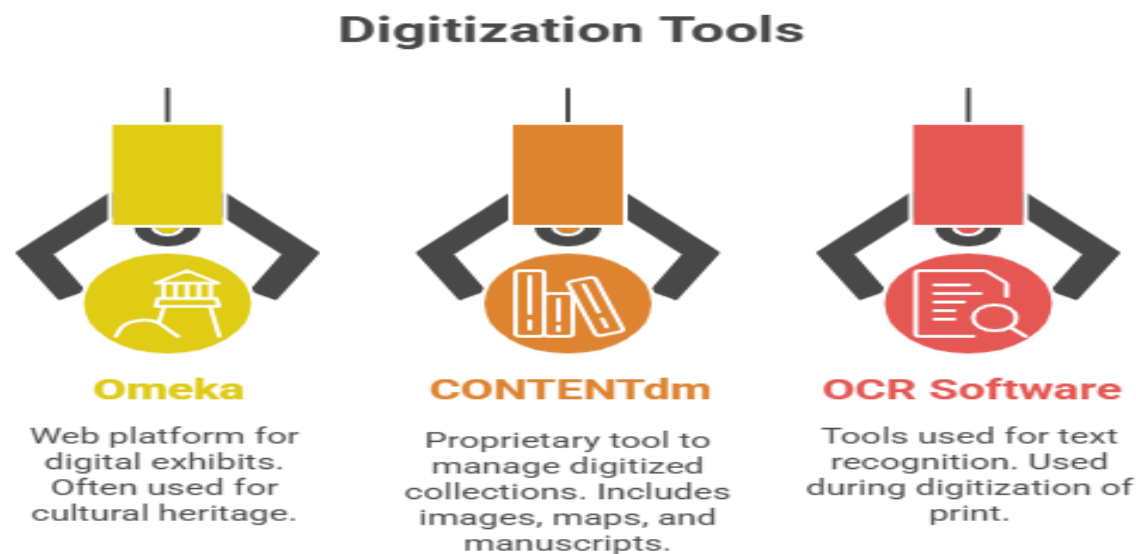 Digitization Tools
Omeka
Web platform for
digital exhibits.
Often used for
cultural heritage.
CONTENTdm
Proprietary tool to
manage digitized
collections. Includes
images, maps, and
manuscripts.
OCR Software
Tools used for text
recognition. Used
during digitization of
print.